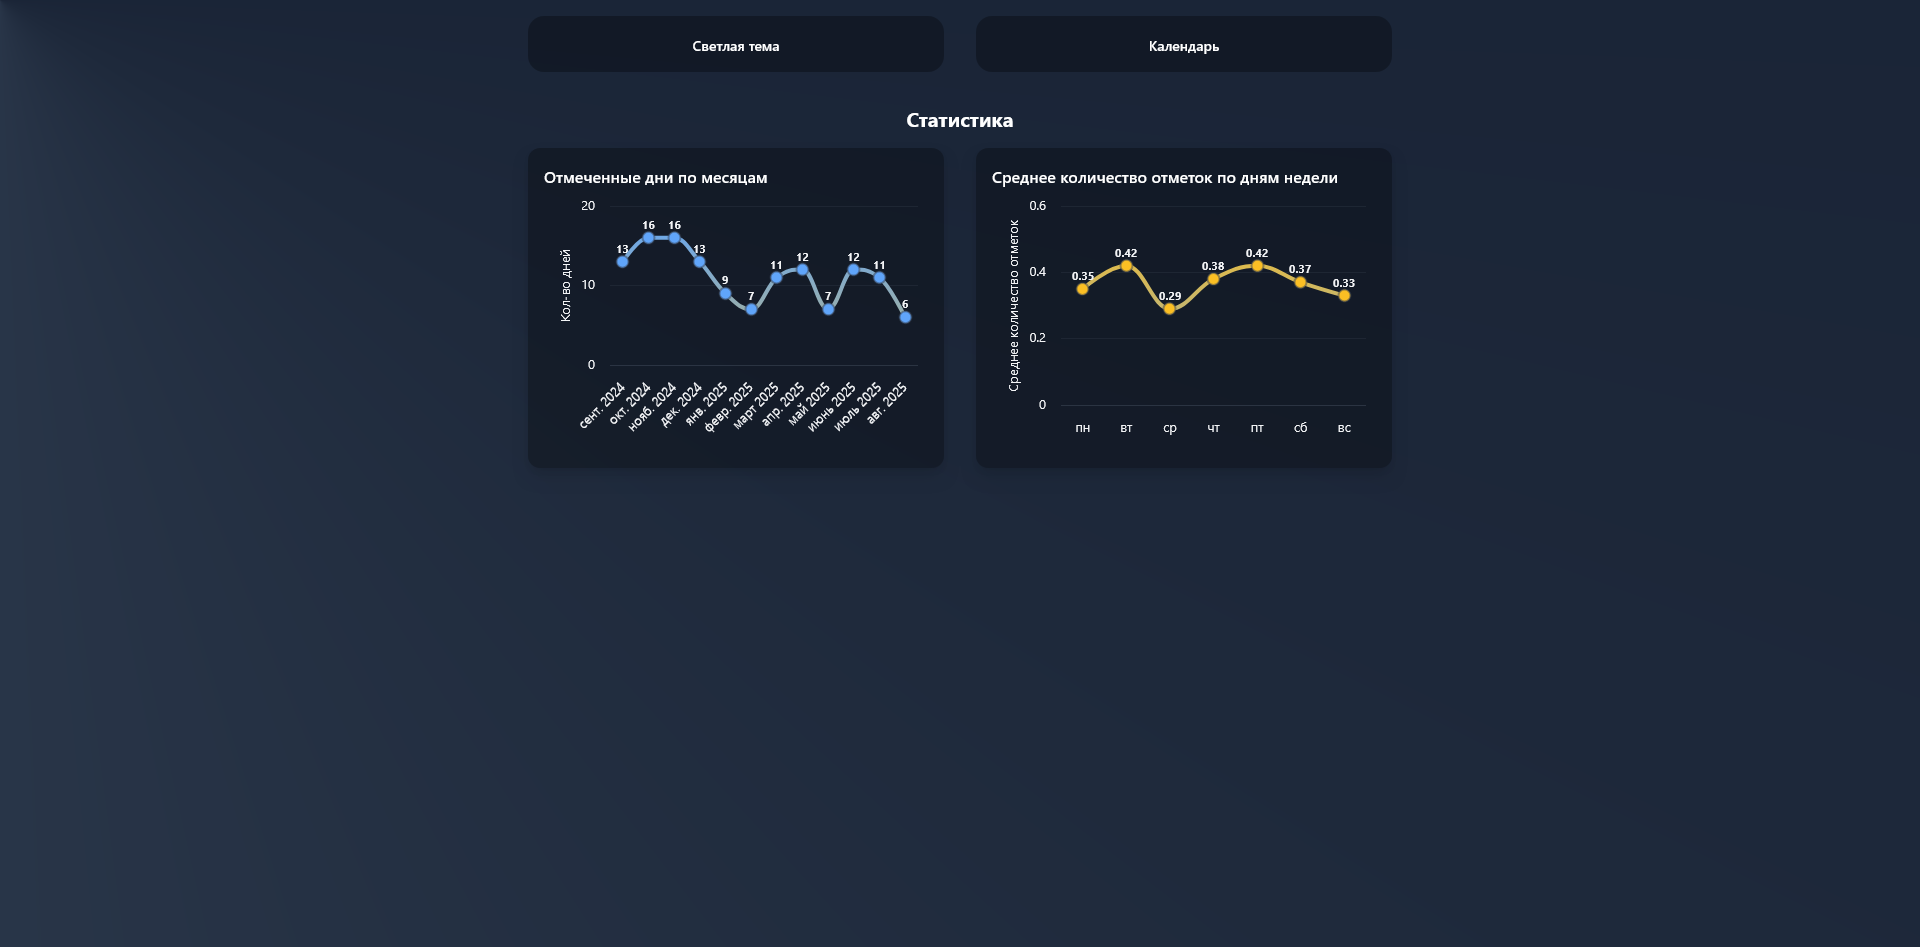 Светлая тема
Календарь
Статистика
Отмеченные дни по месяцам
Кол-во дней
20
10
0
13
16
16
13
9
7
11
12
7
12
11
6
сент. 2024
окт. 2024
нояб. 2024
дек. 2024
янв. 2025
февр. 2025
март 2025
апр. 2025
май 2025
июнь 2025
июль 2025
авг. 2025
Среднее количество отметок по дням недели
Среднее количество отметок
0.6
0.4
0.2
0
0.35
0.42
0.29
0.38
0.42
0.37
0.33
пн
вт
ср
чт
пт
сб
вс